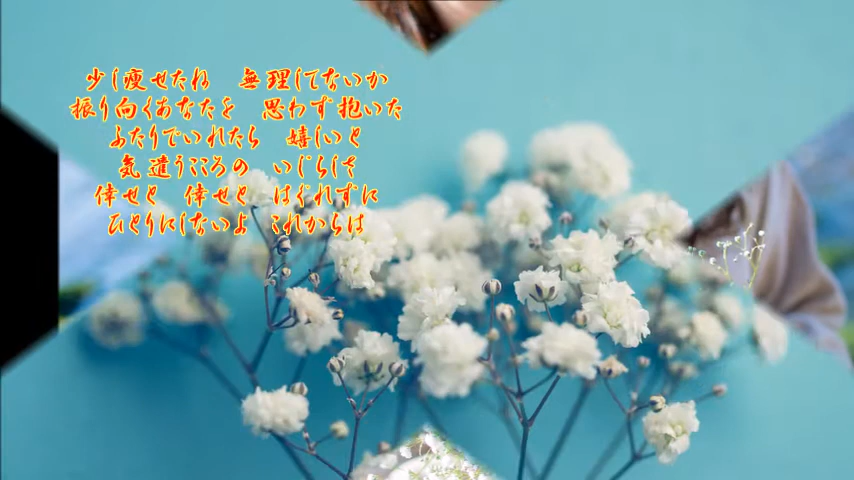 少し痩せたね　無理してないか
振り向くあなたを　思わず抱いた
ふたりでいれたら　嬉しいと
気遣うこころの　いじらしさ
倖せと　倖せと　はぐれずに
ひとりにしないよ　これからは